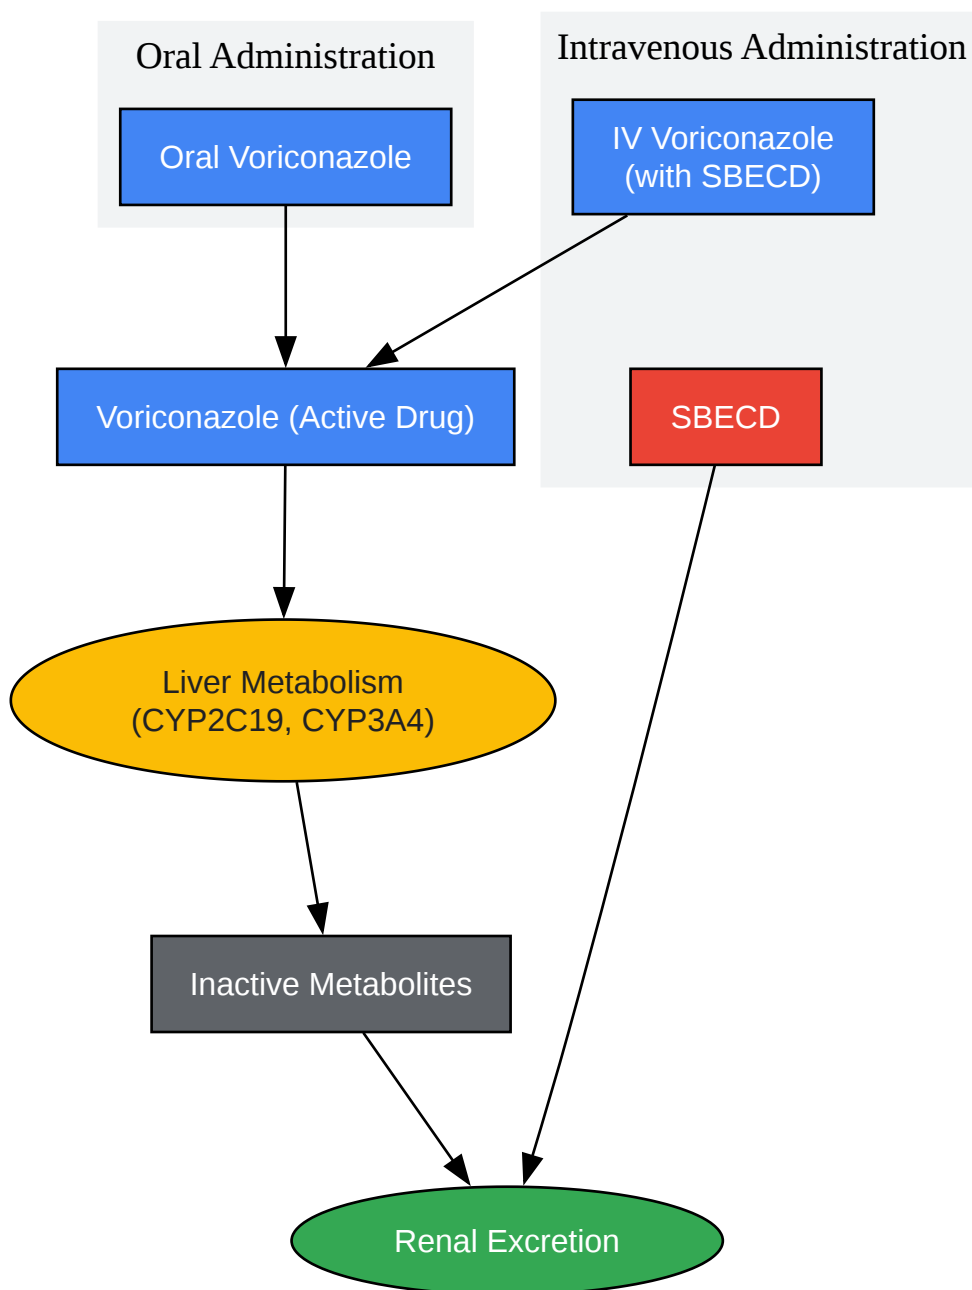 Oral Administration
Intravenous Administration
Oral Voriconazole
IV Voriconazole
(with SBECD)
Voriconazole (Active Drug)
SBECD
Liver Metabolism
(CYP2C19, CYP3A4)
Inactive Metabolites
Renal Excretion